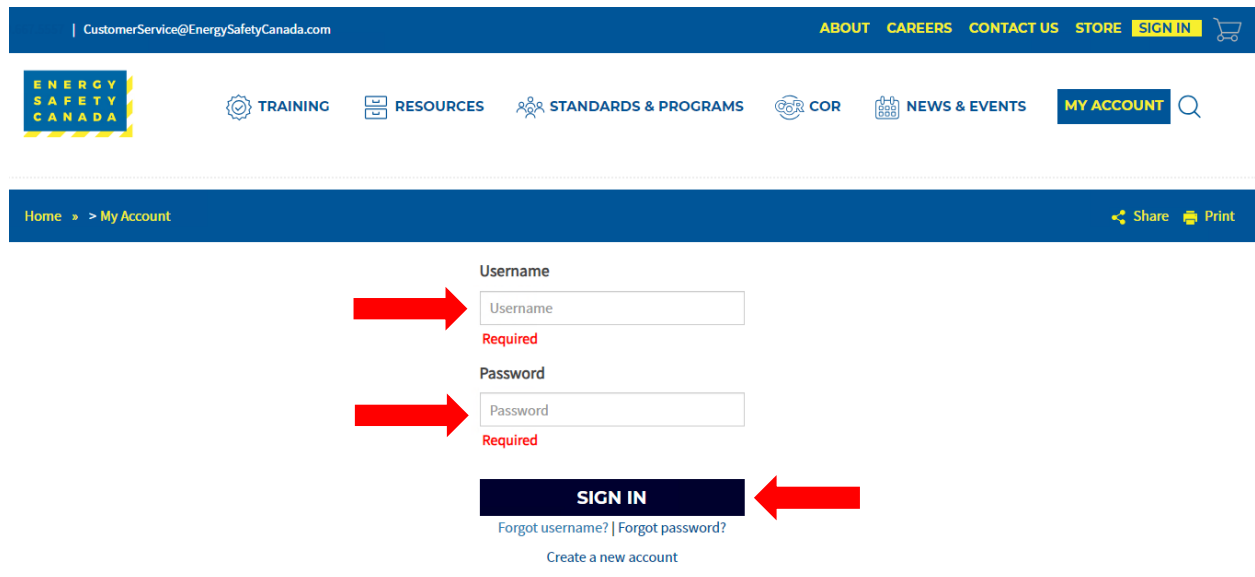 | CustomerService@EnergySafetyCanada.com ABOUT CAREERS CONTACT US STORE SIGN IN
ENERGY
SAFETY
CANADA
TRAINING RESOURCES STANDARDS & PROGRAMS COR NEWS & EVENTS MY ACCOUNT
Home » > My Account Share Print
Username
Username
Required
Password
Password
Required
SIGN IN
Forgot username? | Forgot password?
Create a new account